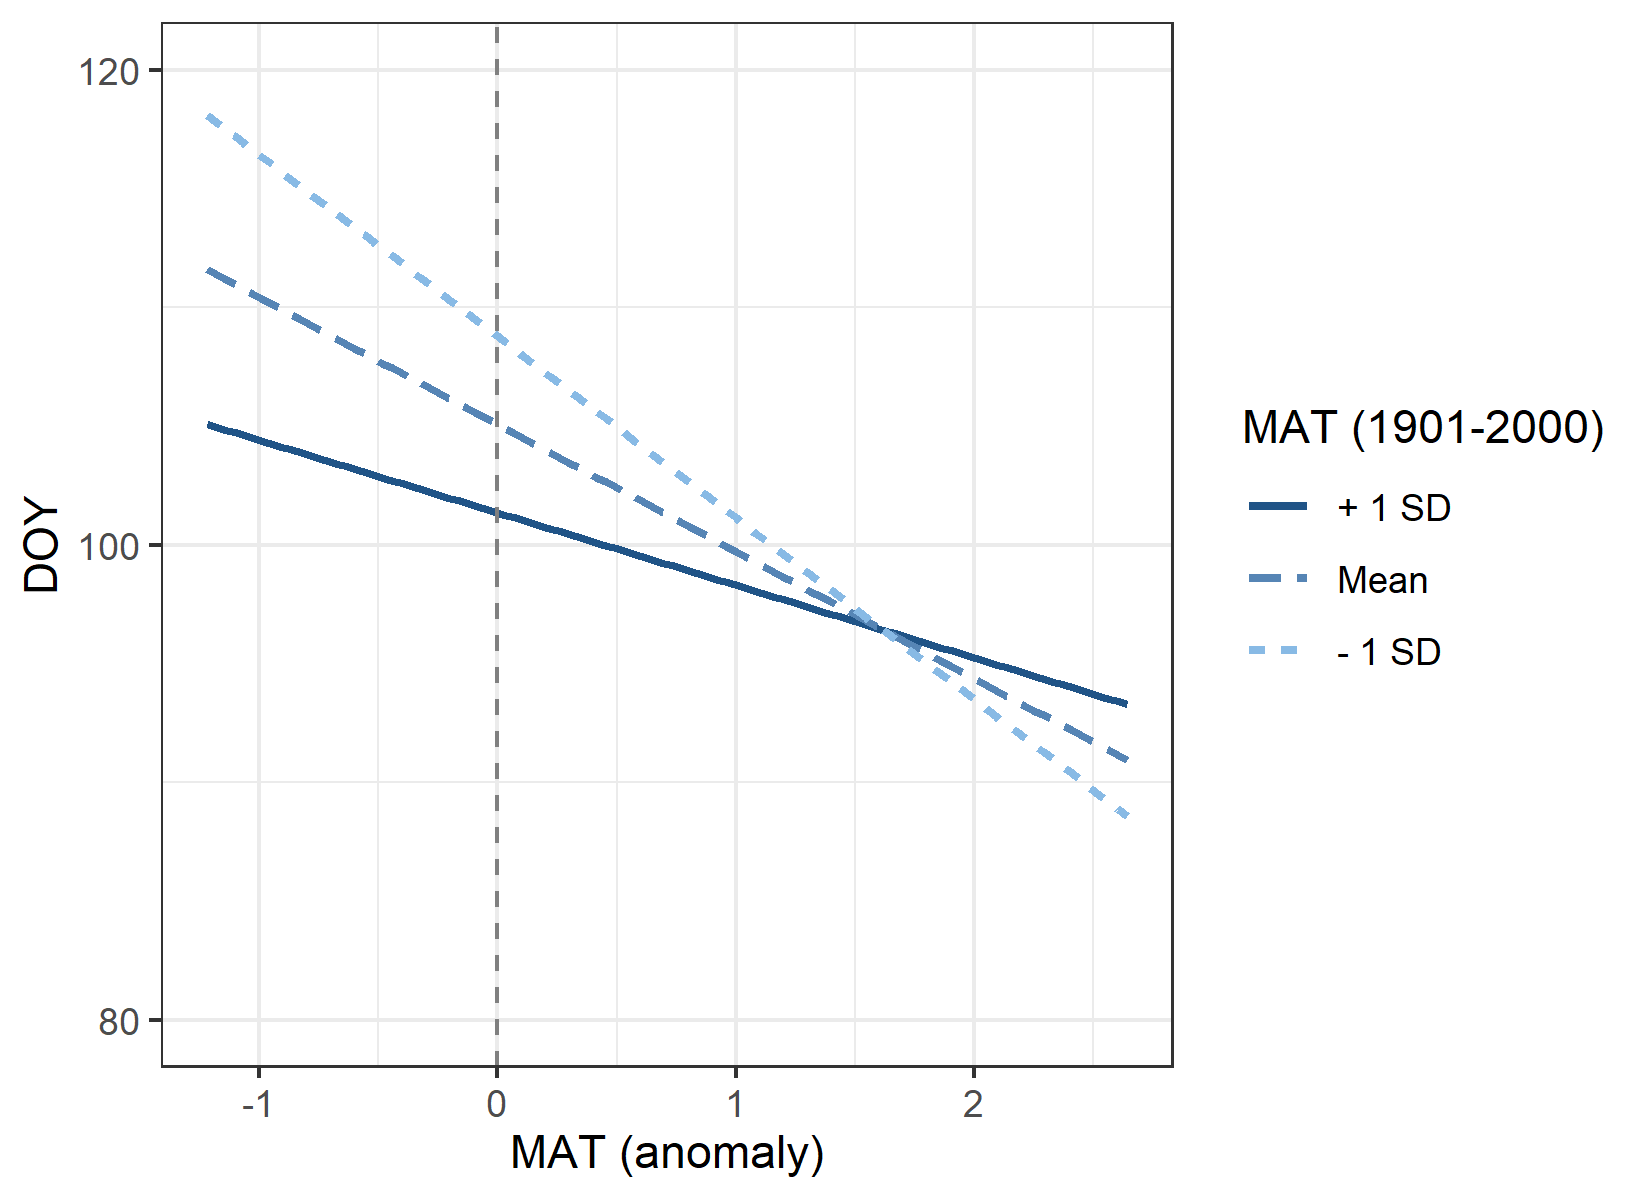 120
100
80
DOY
-1 0 1 2
MAT (anomaly)
MAT (1901-2000)
+ 1 SD
Mean
- 1 SD